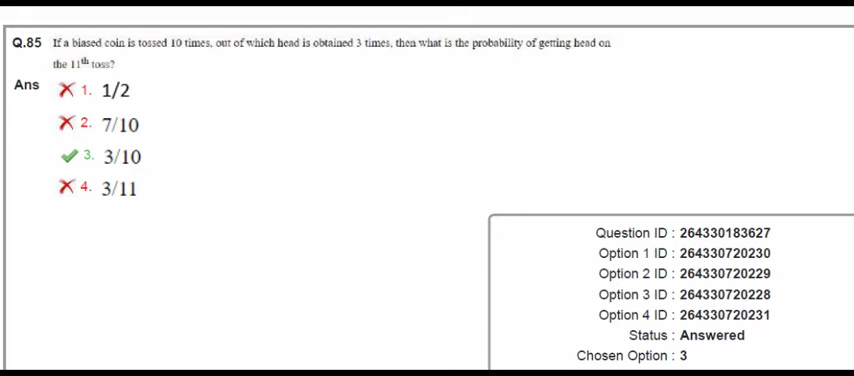 Q.85 If a biased coin is tossed 10 times, out of which head is obtained 3 times, then what is the probability of getting head on
the 11th toss?
Ans 1. 1/2
2. 7/10
3. 3/10
4. 3/11
Question ID : 264330183627
Option 1 ID : 264330720230
Option 2 ID : 264330720229
Option 3 ID : 264330720228
Option 4 ID : 264330720231
Status : Answered
Chosen Option : 3